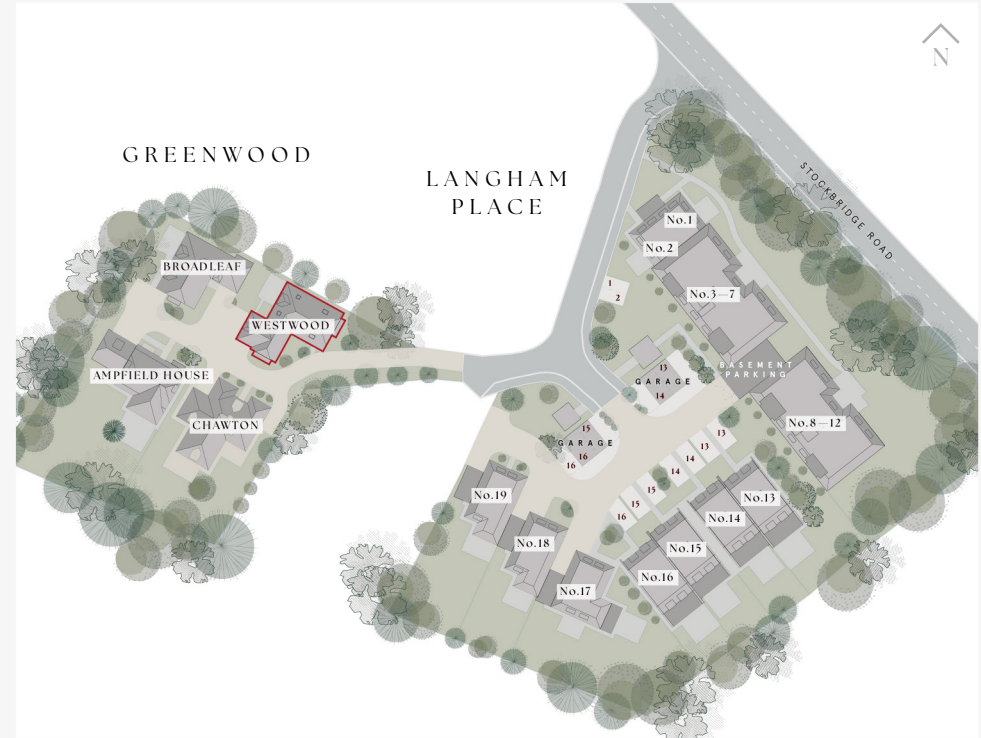 N
GREENWOOD
LANGHAM
PLACE
STOCKBRIDGE ROAD
BROADLEAF
WESTWOOD
AMPFIELD HOUSE
CHAWTON
No.1
No.2
No.3—7
1
2
BASEMENT
PARKING
13
GARAGE
14
No.8—12
15
GARAGE
16
16
13
13
14
14
15
15
16
No.13
No.14
No.15
No.16
No.17
No.18
No.19